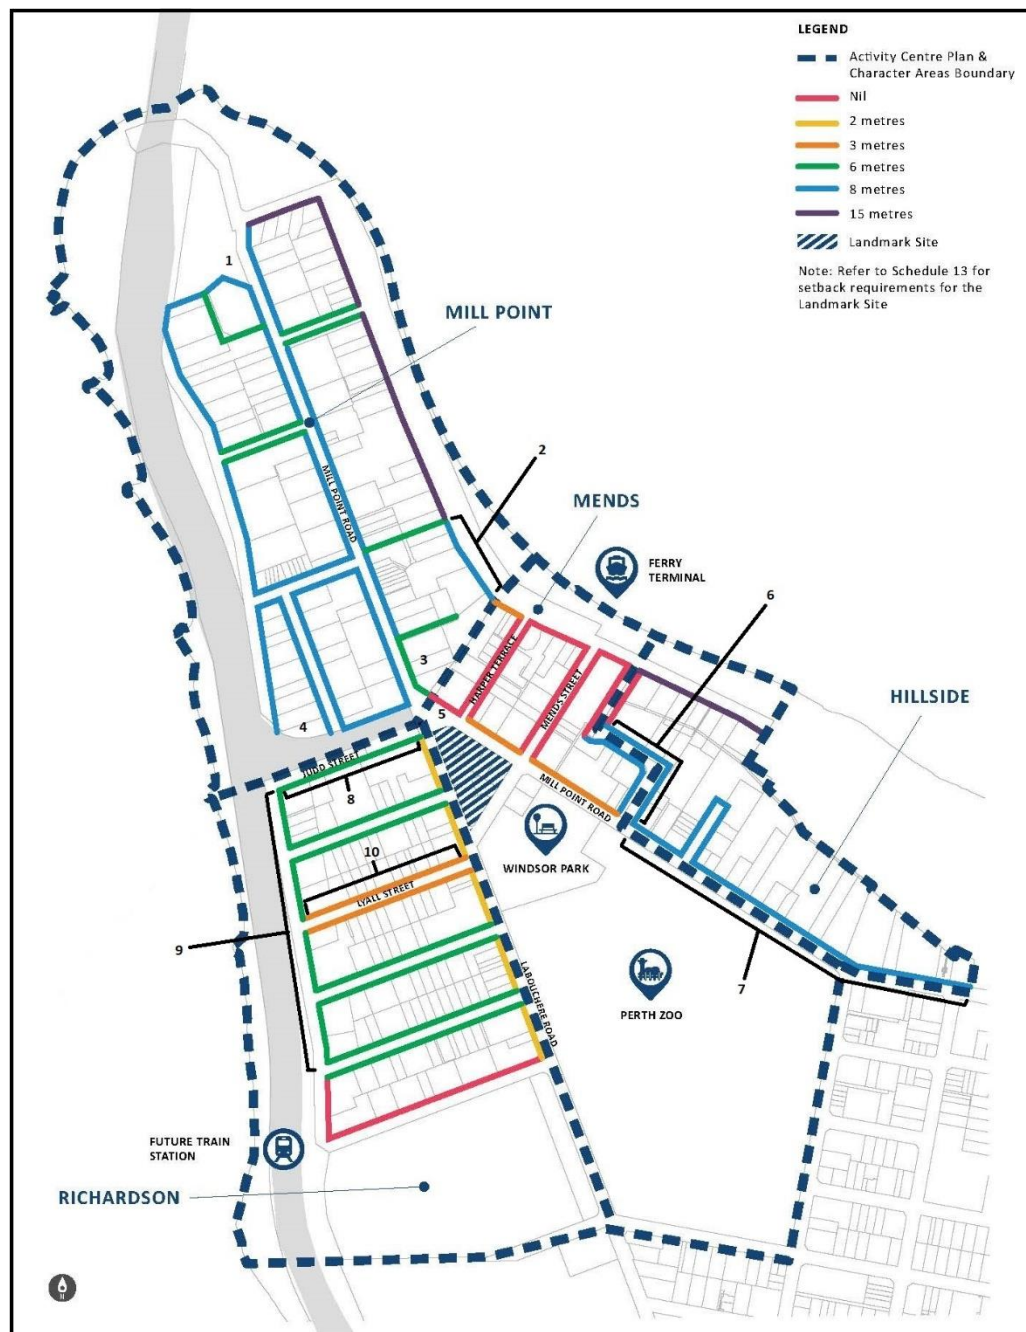 LEGEND
Activity Centre Plan &
Character Areas Boundary
Nil
2 metres
3 metres
6 metres
8 metres
15 metres
Landmark Site
Note: Refer to Schedule 13 for
setback requirements for the
Landmark Site
1
MILL POINT
2
MENDS
MILL POINT ROAD
FERRY
TERMINAL
6
HARPER TERRACE
3
MENDS STREET
HILLSIDE
5
4
JUDD STREET
8
MILL POINT ROAD
10
WINDSOR PARK
LYALL STREET
9
7
LABOUCHERE ROAD
PERTH ZOO
FUTURE TRAIN
STATION
RICHARDSON
N